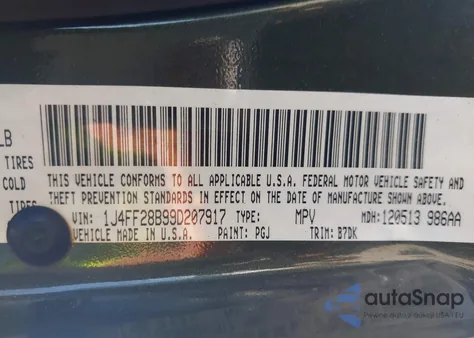 LB
TIRES
COLD
TIRES
THIS VEHICLE CONFORMS TO ALL APPLICABLE U.S.A. FEDERAL MOTOR VEHICLE SAFETY AND
THEFT PREVENTION STANDARDS IN EFFECT ON THE DATE OF MANUFACTURE SHOWN ABOVE.
VIN: 1J4FF28B99D207917 TYPE: MPV MDH: 120513 986AA
VEHICLE MADE IN U.S.A. PAINT: PGJ TRIM: B7DK
autoSnap